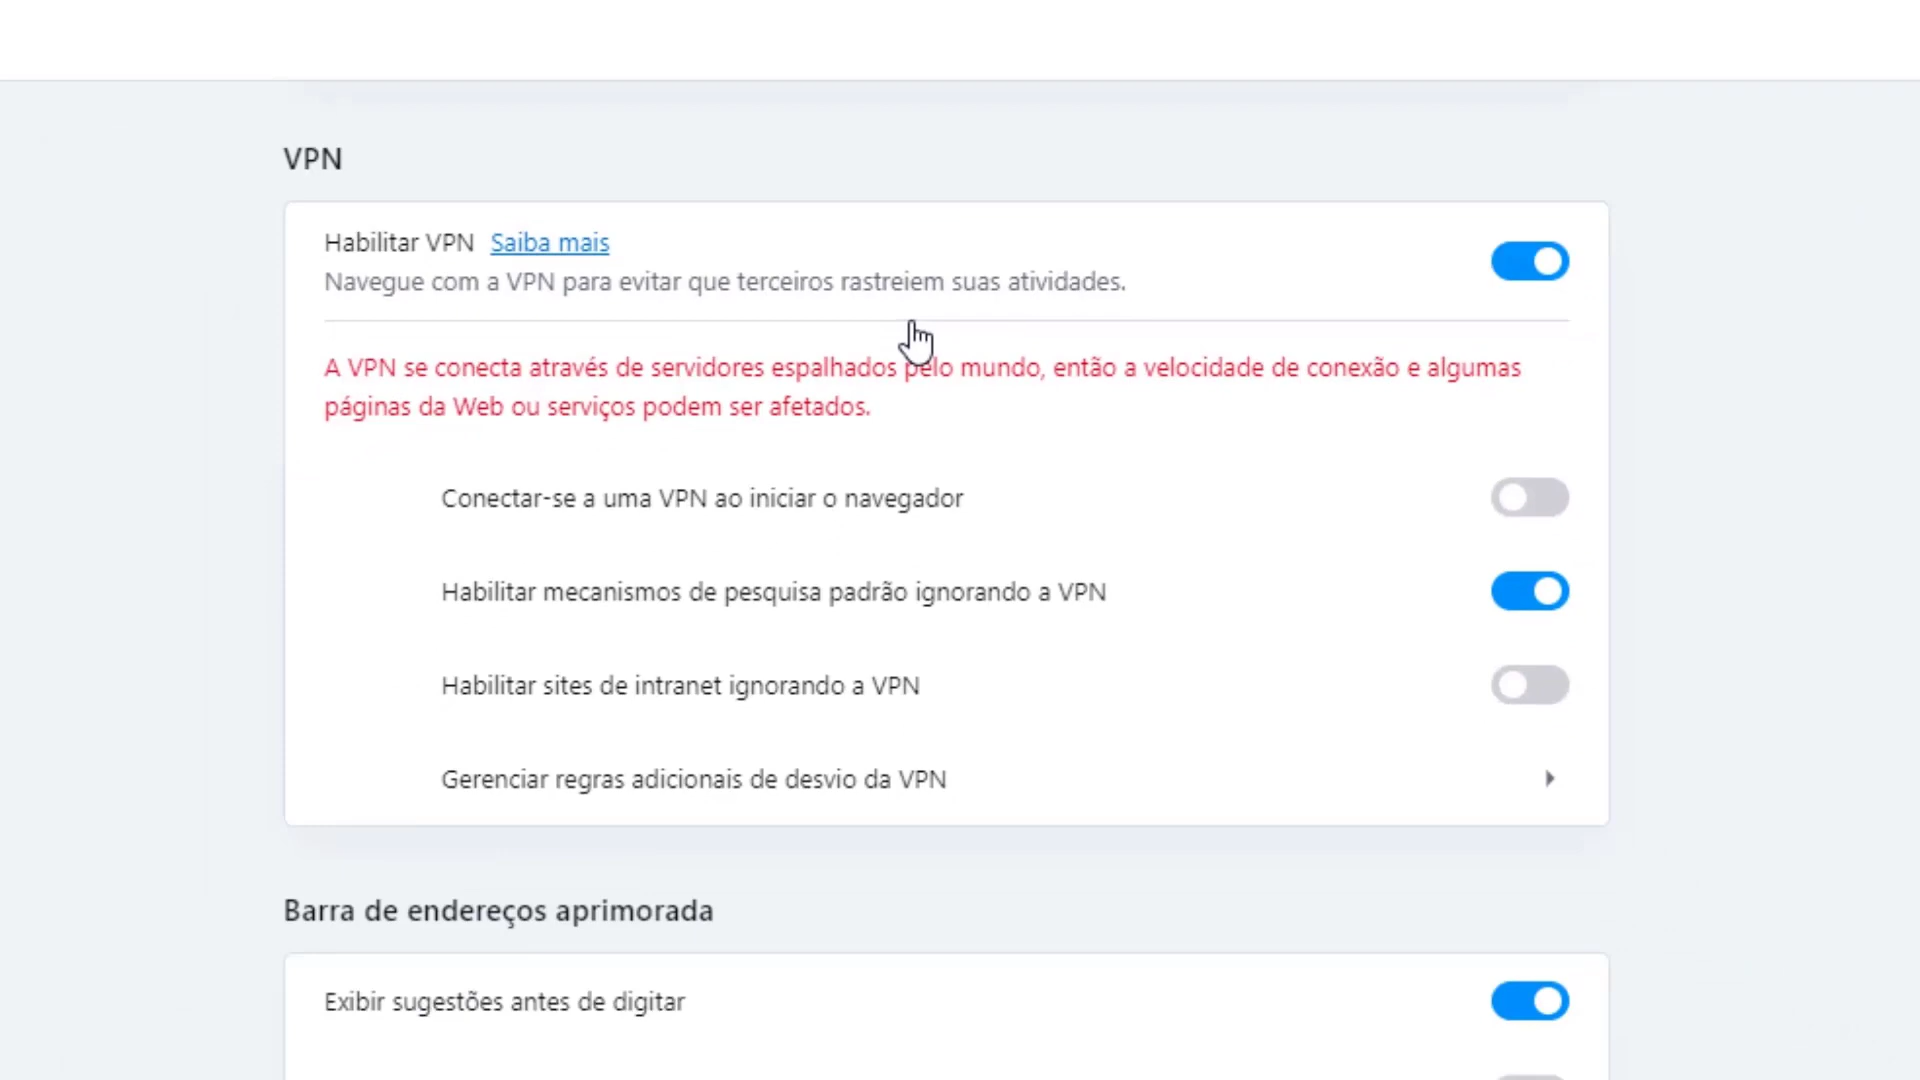 VPN
Habilitar VPN Saiba mais
Navegue com a VPN para evitar que terceiros rastreiem suas atividades.
A VPN se conecta através de servidores espalhados pelo mundo, então a velocidade de conexão e algumas
páginas da Web ou serviços podem ser afetados.
Conectar-se a uma VPN ao iniciar o navegador
Habilitar mecanismos de pesquisa padrão ignorando a VPN
Habilitar sites de intranet ignorando a VPN
Gerenciar regras adicionais de desvio da VPN
Barra de endereços aprimorada
Exibir sugestões antes de digitar